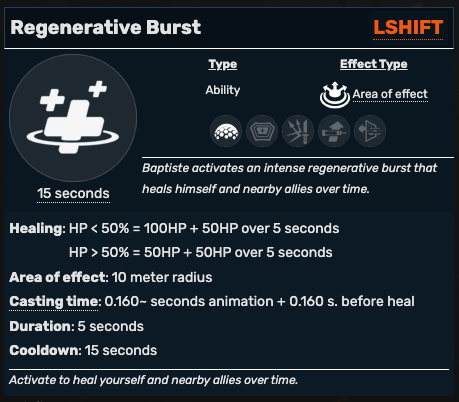 Regenerative Burst LSHIFT
Type Effect Type
Ability Area of effect
15 seconds
Baptiste activates an intense regenerative burst that
heals himself and nearby allies over time.
Healing: HP < 50% = 100HP + 50HP over 5 seconds
HP > 50% = 50HP + 50HP over 5 seconds
Area of effect: 10 meter radius
Casting time: 0.160~ seconds animation + 0.160 s. before heal
Duration: 5 seconds
Cooldown: 15 seconds
Activate to heal yourself and nearby allies over time.